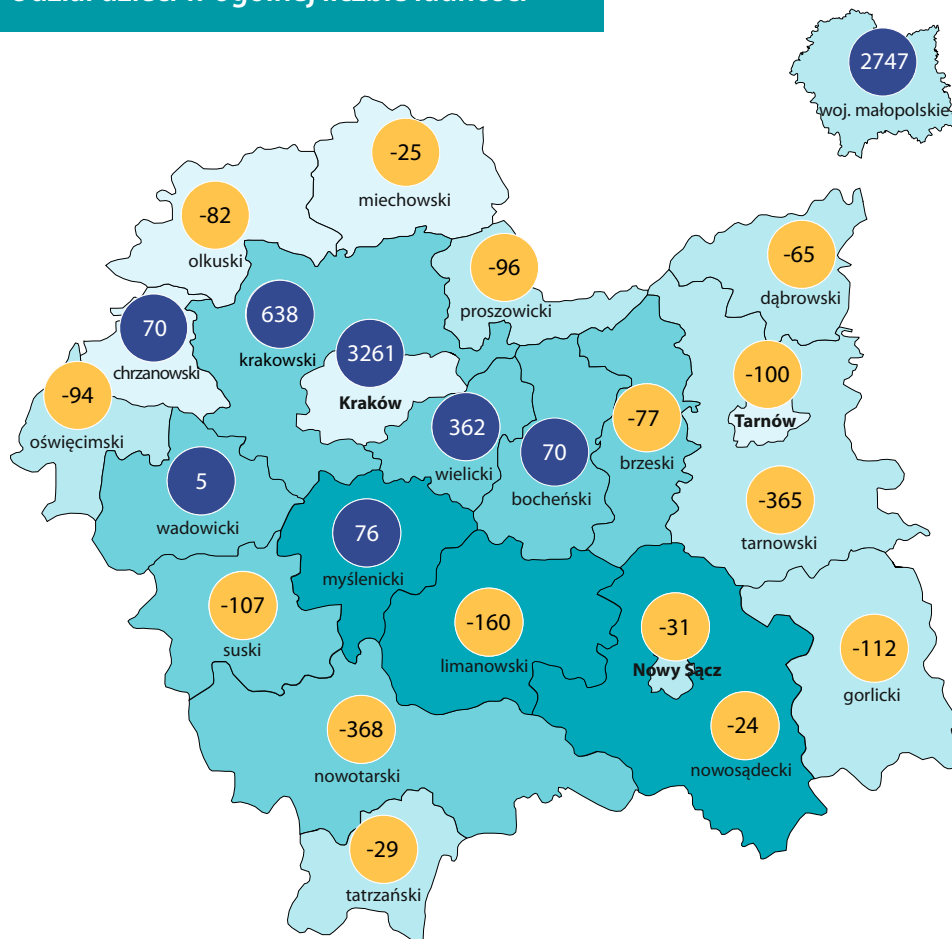 2747
woj. małopolskie
-25
miechowski
-82
olkuski
-96
proszowicki
-65
dąbrowski
70
chrzanowski
638
krakowski
3261
Kraków
-94
oświęcimski
-100
Tarnów
362
wielicki
70
bocheński
-77
brzeski
5
wadowicki
-365
tarnowski
76
myślenicki
-107
suski
-160
limanowski
-31
Nowy Sącz
-112
gorlicki
-368
nowotarski
-24
nowosądecki
-29
tatrzański